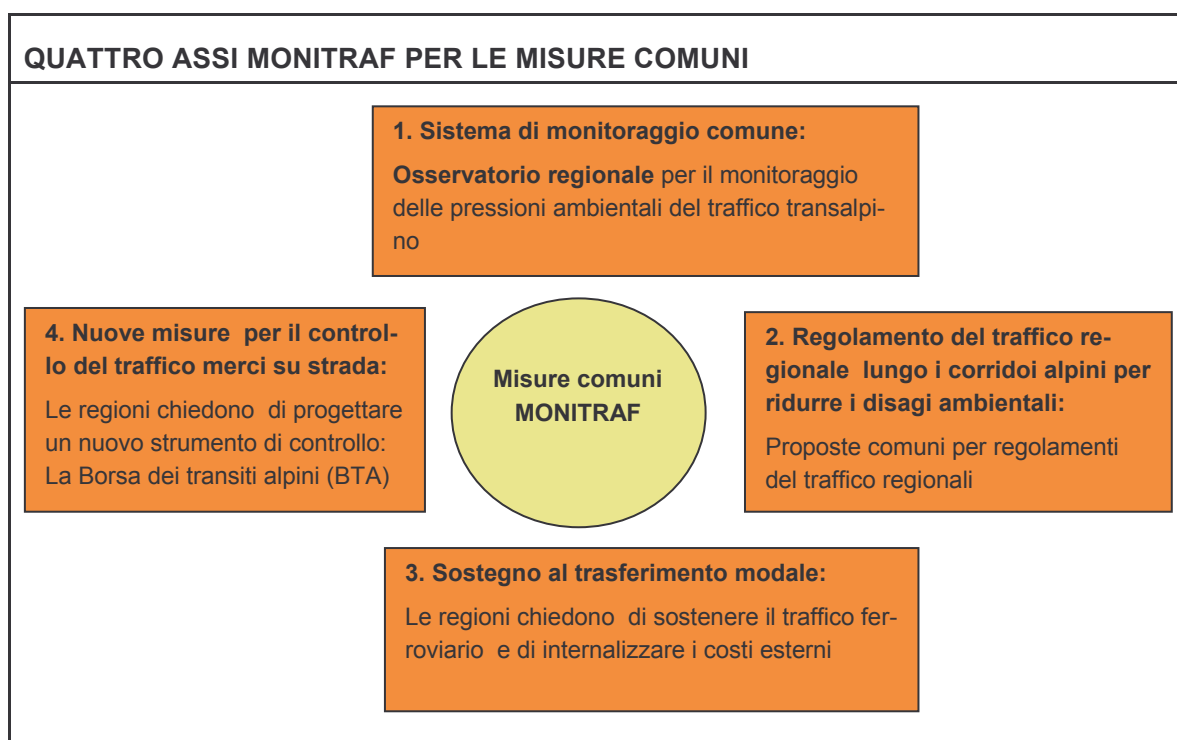 QUATTRO ASSI MONITRAF PER LE MISURE COMUNI
1. Sistema di monitoraggio comune:
Osservatorio regionale per il monitoraggio
delle pressioni ambientali del traffico transalpi-
no
4. Nuove misure  per il control-
lo del traffico merci su strada:
Le regioni chiedono  di progettare
un nuovo strumento di controllo:
La Borsa dei transiti alpini (BTA)
Misure comuni
MONITRAF
2. Regolamento del traffico re-
gionale  lungo i corridoi alpini per
ridurre i disagi ambientali:
Proposte comuni per regolamenti
del traffico regionali
3. Sostegno al trasferimento modale:
Le regioni chiedono  di sostenere il traffico fer-
roviario  e di internalizzare i costi esterni